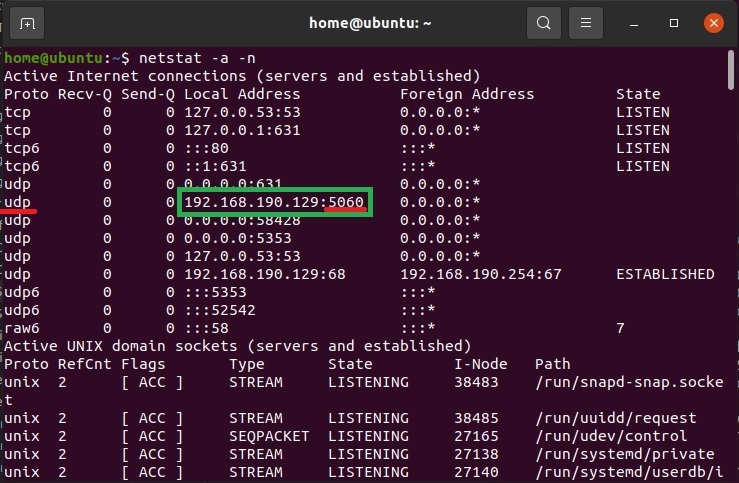 home@ubuntu: ~
home@ubuntu:~$ netstat -a -n
Active Internet connections (servers and established)
Proto Recv-Q Send-Q Local Address Foreign Address State
tcp 0 0 127.0.0.53:53 0.0.0.0:* LISTEN
tcp 0 0 127.0.0.1:631 0.0.0.0:* LISTEN
tcp6 0 0 :::80 :::* LISTEN
tcp6 0 0 ::1:631 :::* LISTEN
udp 0 0 0.0.0.0:631 0.0.0.0:*
udp 0 0 192.168.190.129:5060 0.0.0.0:*
udp 0 0 0.0.0.0:58428 0.0.0.0:*
udp 0 0 0.0.0.0:5353 0.0.0.0:*
udp 0 0 127.0.0.53:53 0.0.0.0:*
udp 0 0 192.168.190.129:68 192.168.190.254:67 ESTABLISHED
udp6 0 0 :::5353 :::*
udp6 0 0 :::52542 :::*
raw6 0 0 :::58 :::* 7
Active UNIX domain sockets (servers and established)
Proto RefCnt Flags Type State I-Node Path
unix 2 [ ACC ] STREAM LISTENING 38483 /run/snapd-snap.socke
t
unix 2 [ ACC ] STREAM LISTENING 38485 /run/uuidd/request
unix 2 [ ACC ] SEQPACKET LISTENING 27165 /run/udev/control
unix 2 [ ACC ] STREAM LISTENING 27138 /run/systemd/private
unix 2 [ ACC ] STREAM LISTENING 27140 /run/systemd/userdb/i